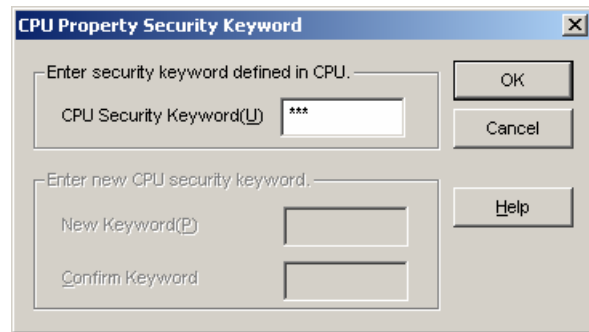 CPU Property Security Keyword
Enter security keyword defined in CPU.
CPU Security Keyword(U) ***
OK
Cancel
Enter new CPU security keyword.
New Keyword(P)
Help
Confirm Keyword